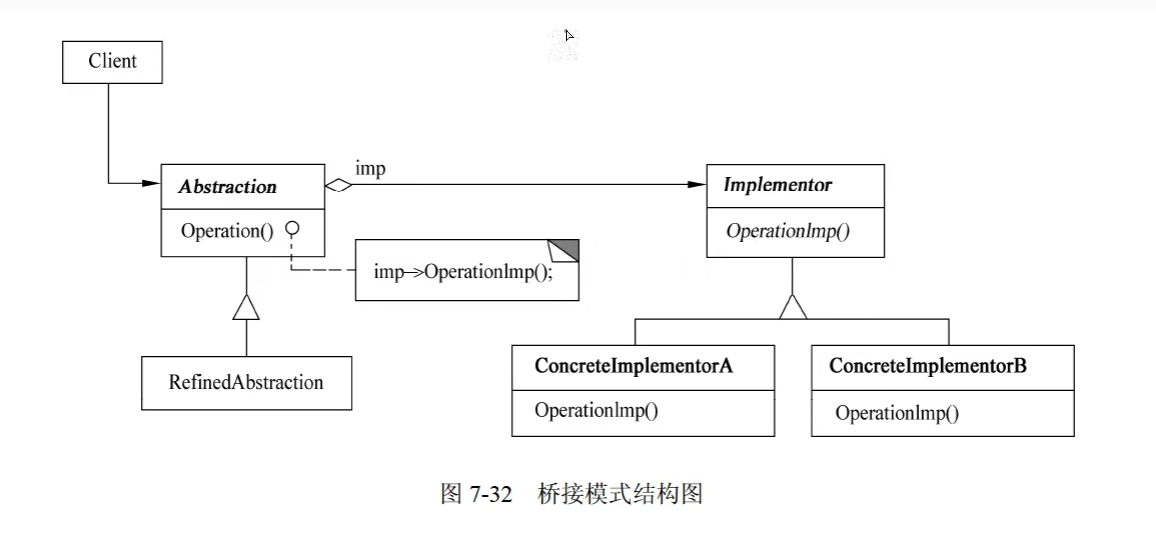 Client
imp
Abstraction
Implementor
Operation()
OperationImp()
imp->OperationImp();
RefinedAbstraction
ConcreteImplementorA
ConcreteImplementorB
OperationImp()
OperationImp()
图 7-32 桥接模式结构图